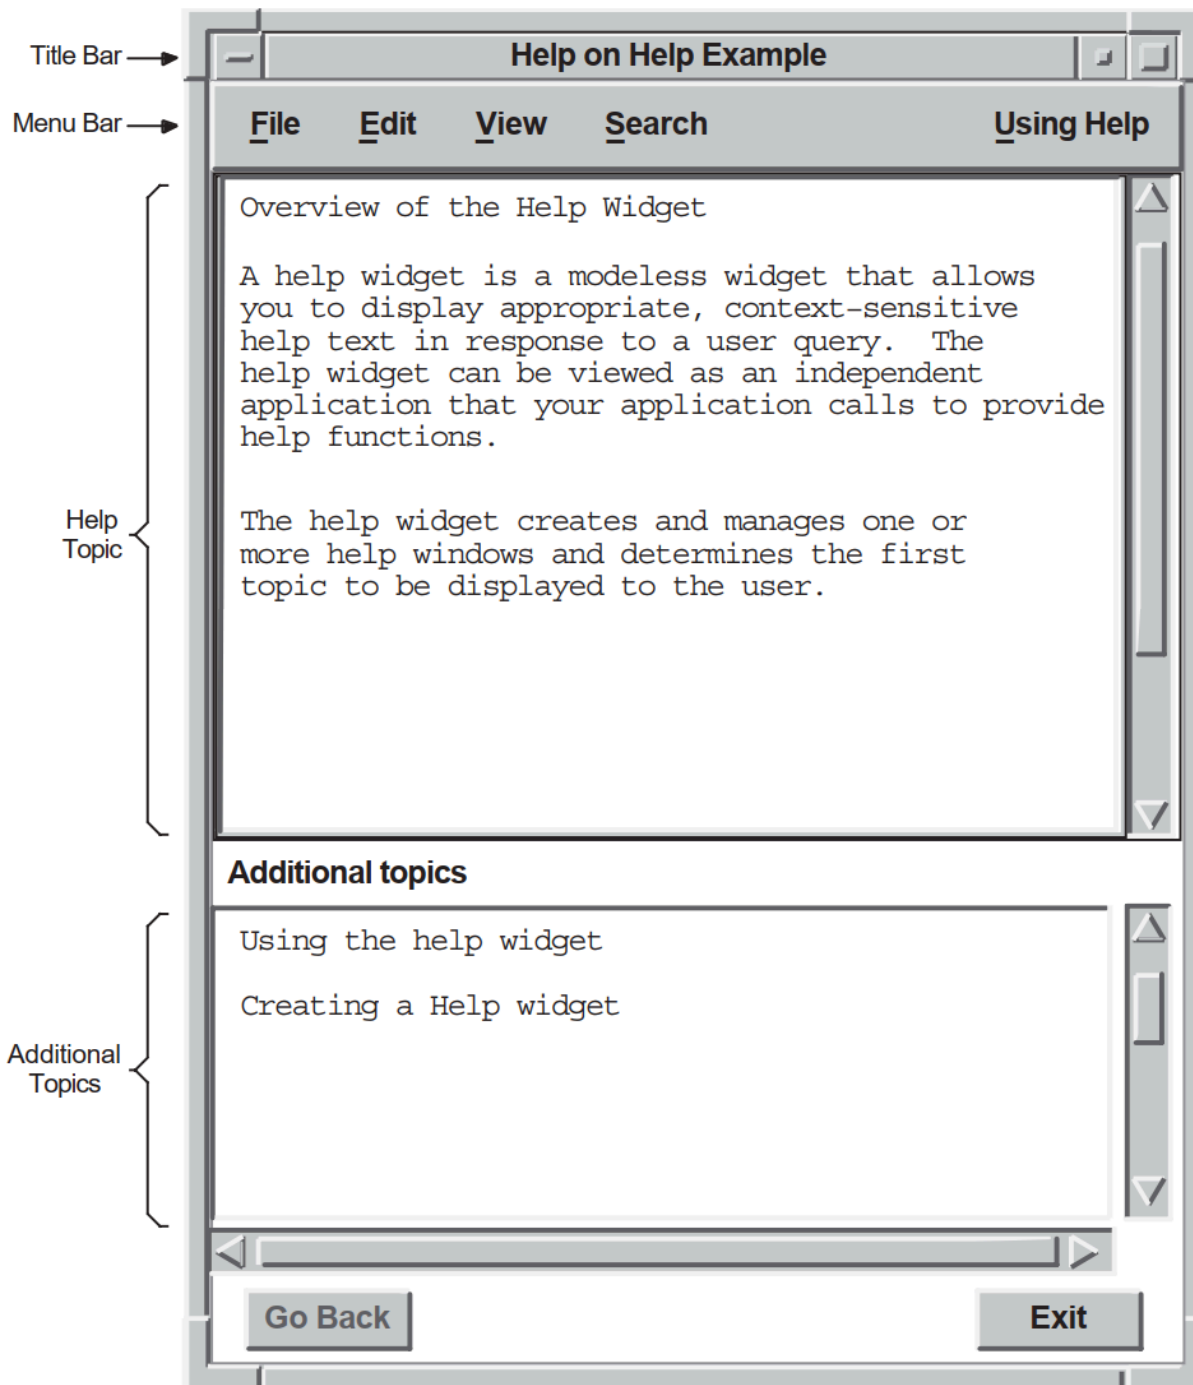 Title Bar
Help on Help Example
Menu Bar
File Edit View Search Using Help
Overview of the Help Widget
A help widget is a modeless widget that allows
you to display appropriate, context-sensitive
help text in response to a user query. The
help widget can be viewed as an independent
application that your application calls to provide
help functions.
Help
Topic
The help widget creates and manages one or
more help windows and determines the first
topic to be displayed to the user.
Additional topics
Using the help widget
Creating a Help widget
Additional
Topics
Go Back
Exit